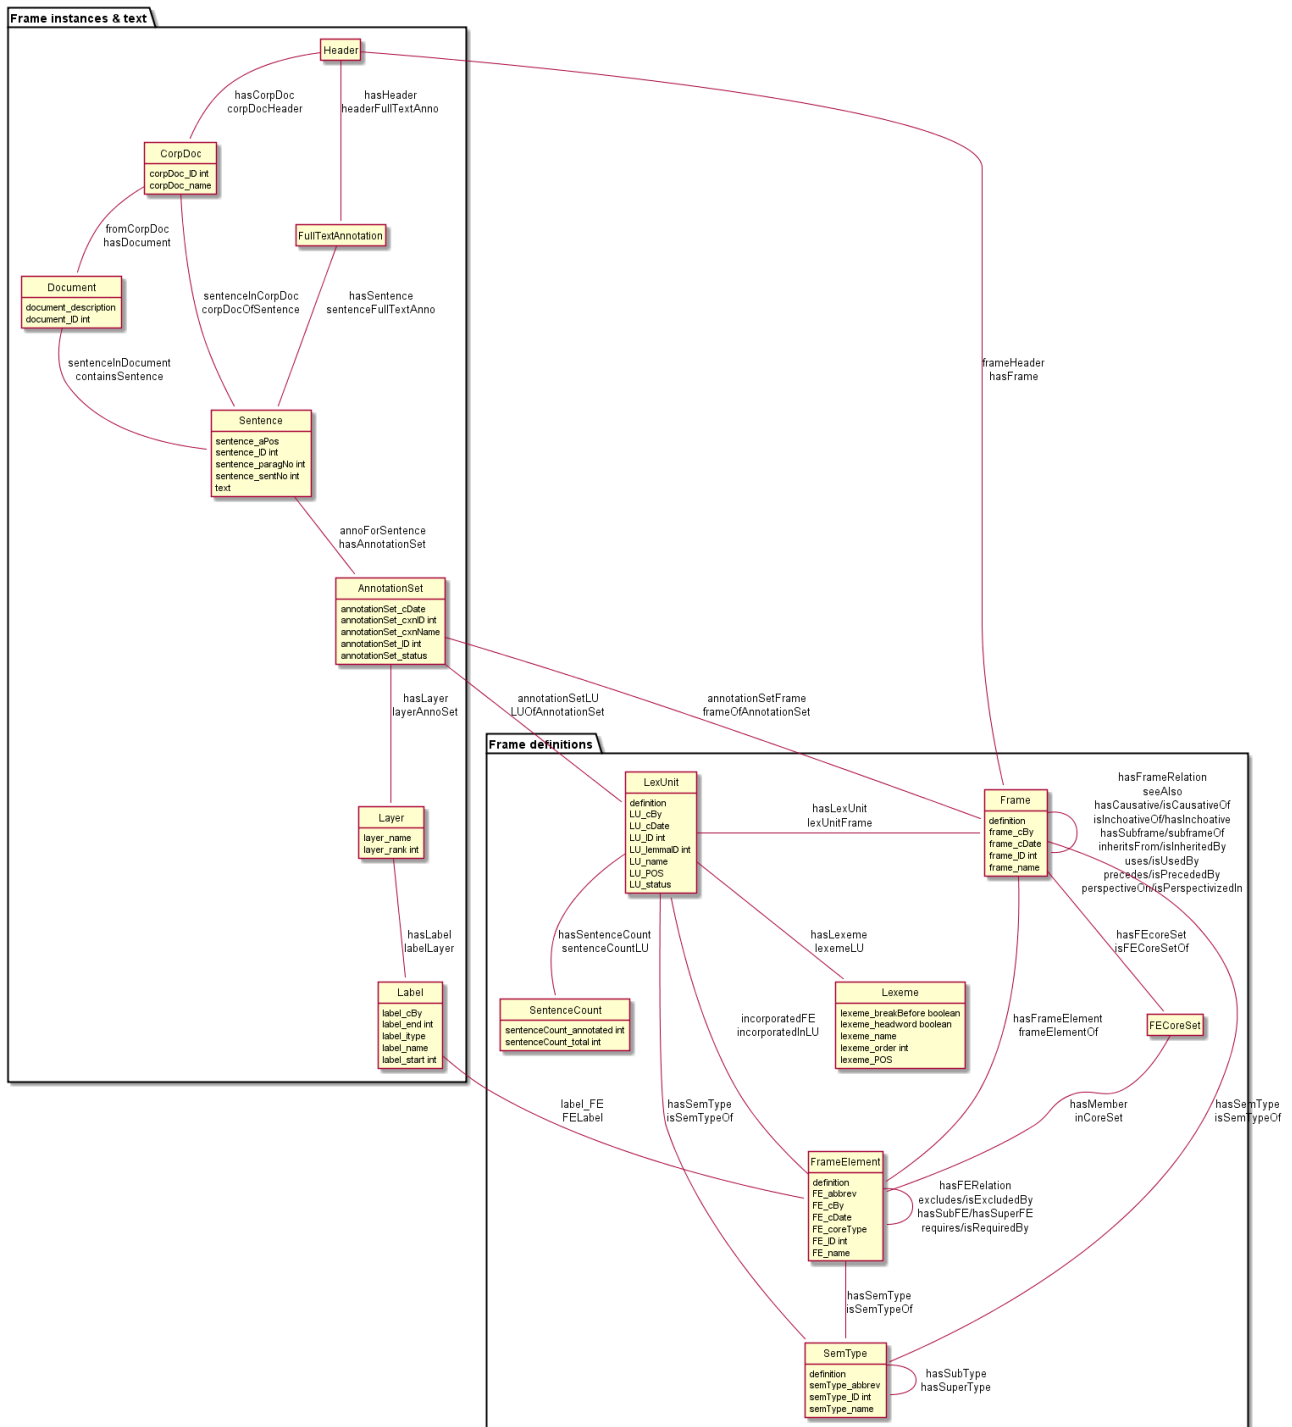 Frame instances & text
Header
hasCorpDoc
corpDocHeader
hasHeader
headerFullTextAnno
CorpDoc
corpDoc_ID int
corpDoc_name
fromCorpDoc
hasDocument
FullTextAnnotation
Document
document_description
document_ID int
sentenceInCorpDoc
corpDocOfSentence
hasSentence
sentenceFullTextAnno
sentenceInDocument
containsSentence
frameHeader
hasFrame
Sentence
sentence_aPos
sentence_ID int
sentence_paragNo int
sentence_sentNo int
text
annoForSentence
hasAnnotationSet
AnnotationSet
annotationSet_cDate
annotationSet_cxnID int
annotationSet_cxnName
annotationSet_ID int
annotationSet_status
hasLayer
layerAnnoSet
annotationSetLU
LUOfAnnotationSet
annotationSetFrame
frameOfAnnotationSet
Layer
layer_name
layer_rank int
hasLabel
labelLayer
Label
label_cBy
label_end int
label_itype
label_name
label_start int
Frame definitions
LexUnit
definition
LU_cBy
LU_cDate
LU_ID int
LU_lemmaID int
LU_name
LU_POS
LU_status
hasLexUnit
lexUnitFrame
Frame
definition
frame_cBy
frame_cDate
frame_ID int
frame_name
hasFrameRelation
seeAlso
hasCausative/isCausativeOf
isInchoativeOf/hasInchoative
hasSubframe/subframeOf
inheritsFrom/isInheritedBy
uses/isUsedBy
precedes/isPrecededBy
perspectiveOn/isPerspectivizedIn
hasSentenceCount
sentenceCountLU
hasLexeme
lexemeLU
hasFEcoreSet
isFECoreSetOf
SentenceCount
sentenceCount_annotated int
sentenceCount_total int
incorporatedFE
incorporatedInLU
Lexeme
lexeme_breakBefore boolean
lexeme_headword boolean
lexeme_name
lexeme_order int
lexeme_POS
hasFrameElement
frameElementOf
FECoreSet
label_FE
FELabel
hasSemType
isSemTypeOf
hasMember
inCoreSet
hasSemType
isSemTypeOf
FrameElement
definition
FE_abbrev
FE_cBy
FE_cDate
FE_coreType
FE_ID int
FE_name
hasFERelation
excludes/isExcludedBy
hasSubFE/hasSuperFE
requires/isRequiredBy
hasSemType
isSemTypeOf
SemType
definition
semType_abbrev
semType_ID int
semType_name
hasSubType
hasSuperType